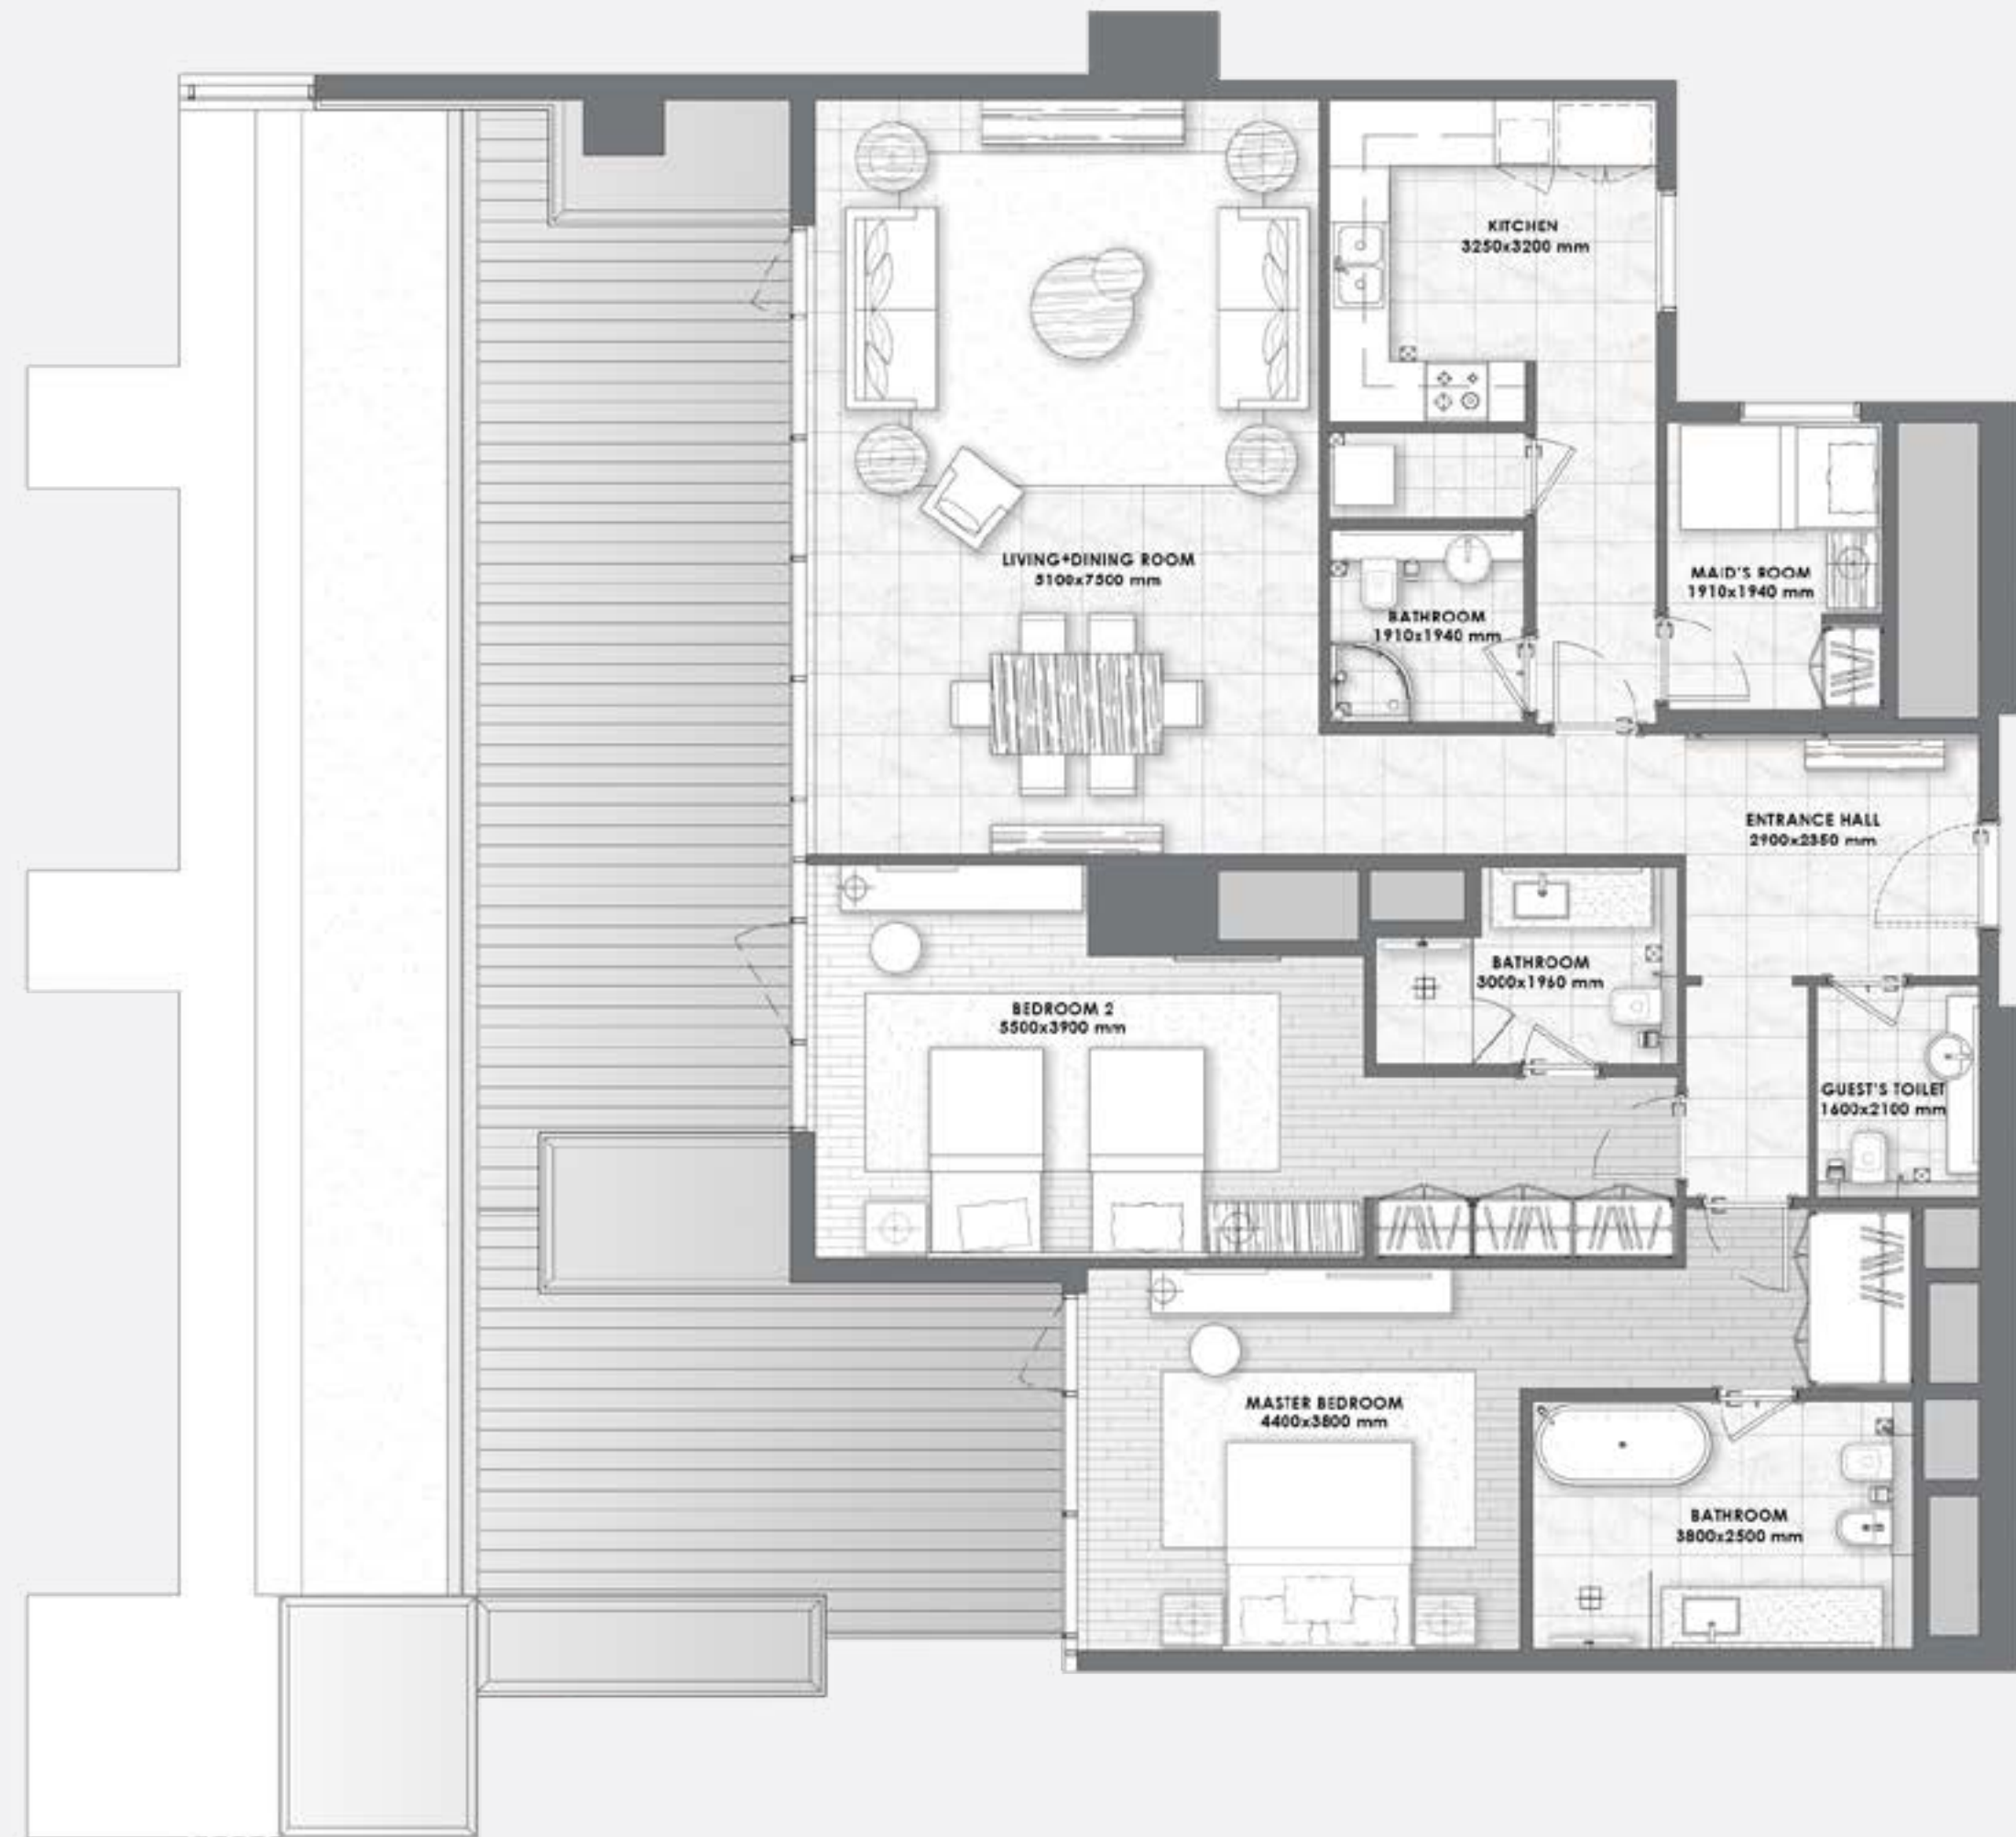 KITCHEN
3250x3200 mm
LIVING+DINING ROOM
5100x7500 mm
MAID'S ROOM
1910x1940 mm
BATHROOM
1910x1940 mm
ENTRANCE HALL
2900x2350 mm
BATHROOM
3000x1960 mm
BEDROOM 2
5500x3900 mm
GUEST'S TOILET
1600x2100 mm
MASTER BEDROOM
4400x3800 mm
BATHROOM
3800x2500 mm